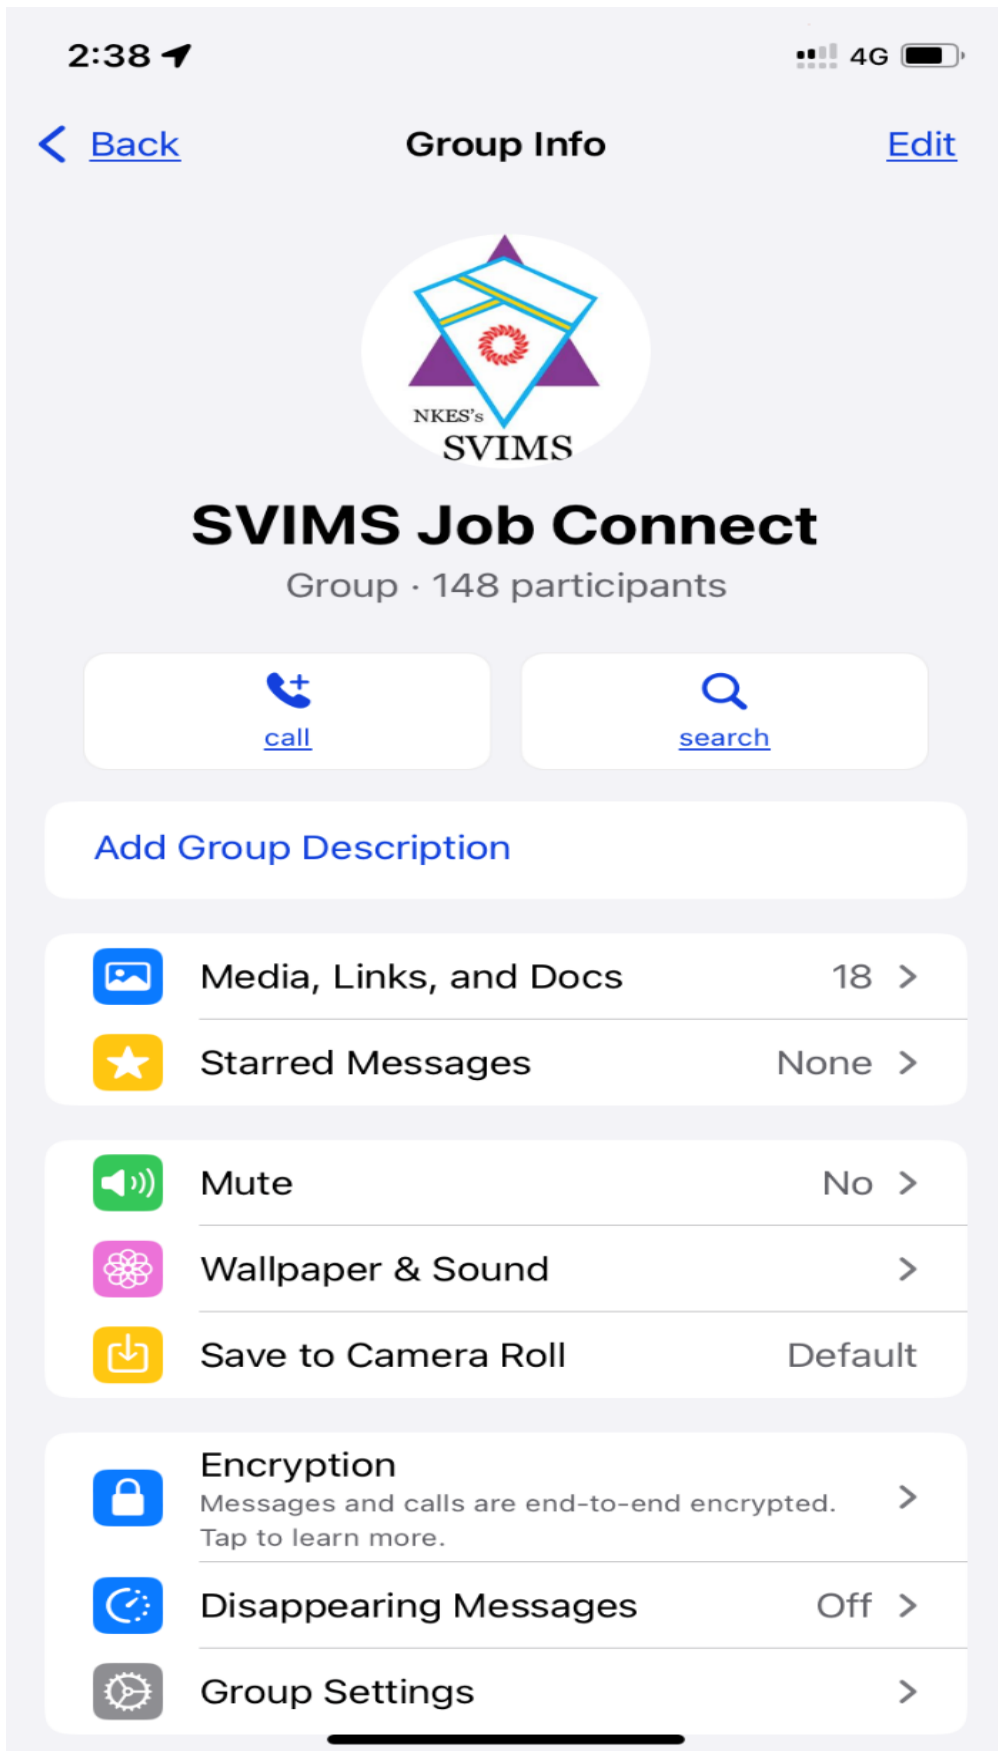 2:38
4G
Back
Group Info
Edit
NKES's
SVIMS
SVIMS Job Connect
Group · 148 participants
call
search
Add Group Description
Media, Links, and Docs 18
Starred Messages None
Mute No
Wallpaper & Sound
Save to Camera Roll Default
Encryption
Messages and calls are end-to-end encrypted.
Tap to learn more.
Disappearing Messages Off
Group Settings